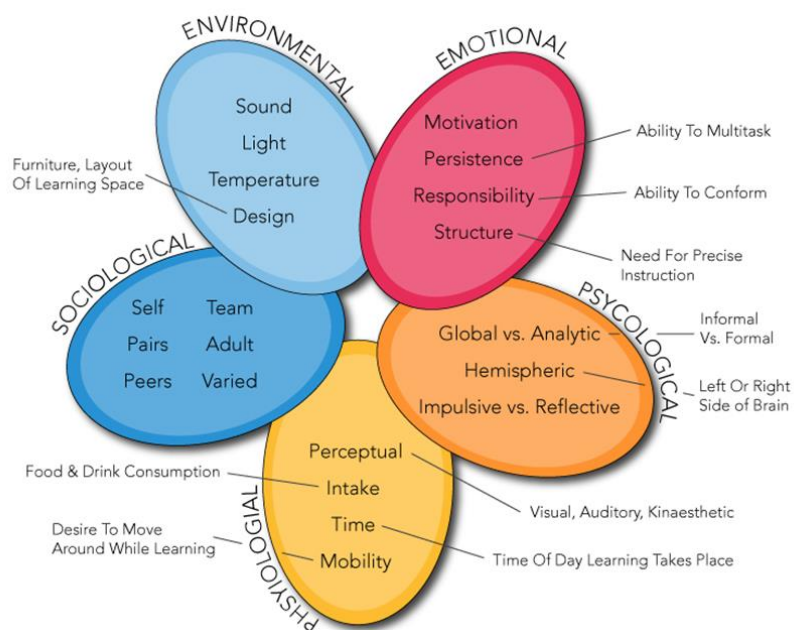 ENVIRONMENTAL
Sound
Light
Temperature
Design
Furniture, Layout
Of Learning Space
EMOTIONAL
Motivation
Persistence
Responsibility
Structure
Ability To Multitask
Ability To Conform
Need For Precise
Instruction
SOCIOLOGICAL
Self Team
Pairs Adult
Peers Varied
PSYCOLOGICAL
Global vs. Analytic
Hemispheric
Impulsive vs. Reflective
Informal
Vs. Formal
Left Or Right
Side of Brain
PHSYIOLOGIAL
Perceptual
Intake
Time
Mobility
Food & Drink Consumption
Desire To Move
Around While Learning
Visual, Auditory, Kinaesthetic
Time Of Day Learning Takes Place